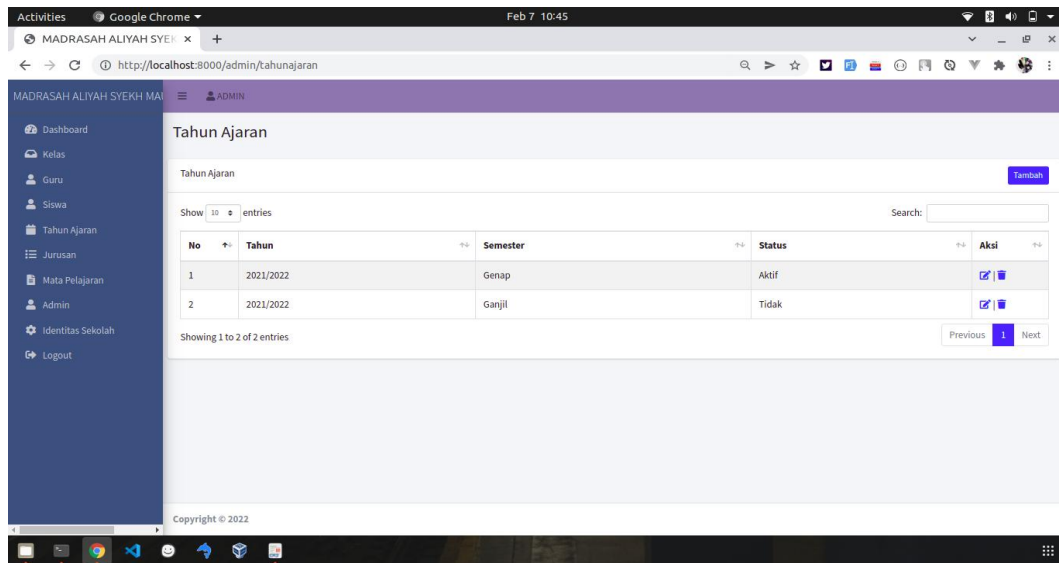 Activities Google Chrome Feb 7 10:45
MADRASAH ALIYAH SYEK
http://localhost:8000/admin/tahunajaran
MADRASAH ALIYAH SYEKH MAU ADMIN
Dashboard
Kelas
Guru
Siswa
Tahun Ajaran
Jurusan
Mata Pelajaran
Admin
Identitas Sekolah
Logout
Tahun Ajaran
Tahun Ajaran Tambah
Show 10 entries Search:
No Tahun Semester Status Aksi
1 2021/2022 Genap Aktif |
2 2021/2022 Ganjil Tidak |
Showing 1 to 2 of 2 entries Previous 1 Next
Copyright © 2022